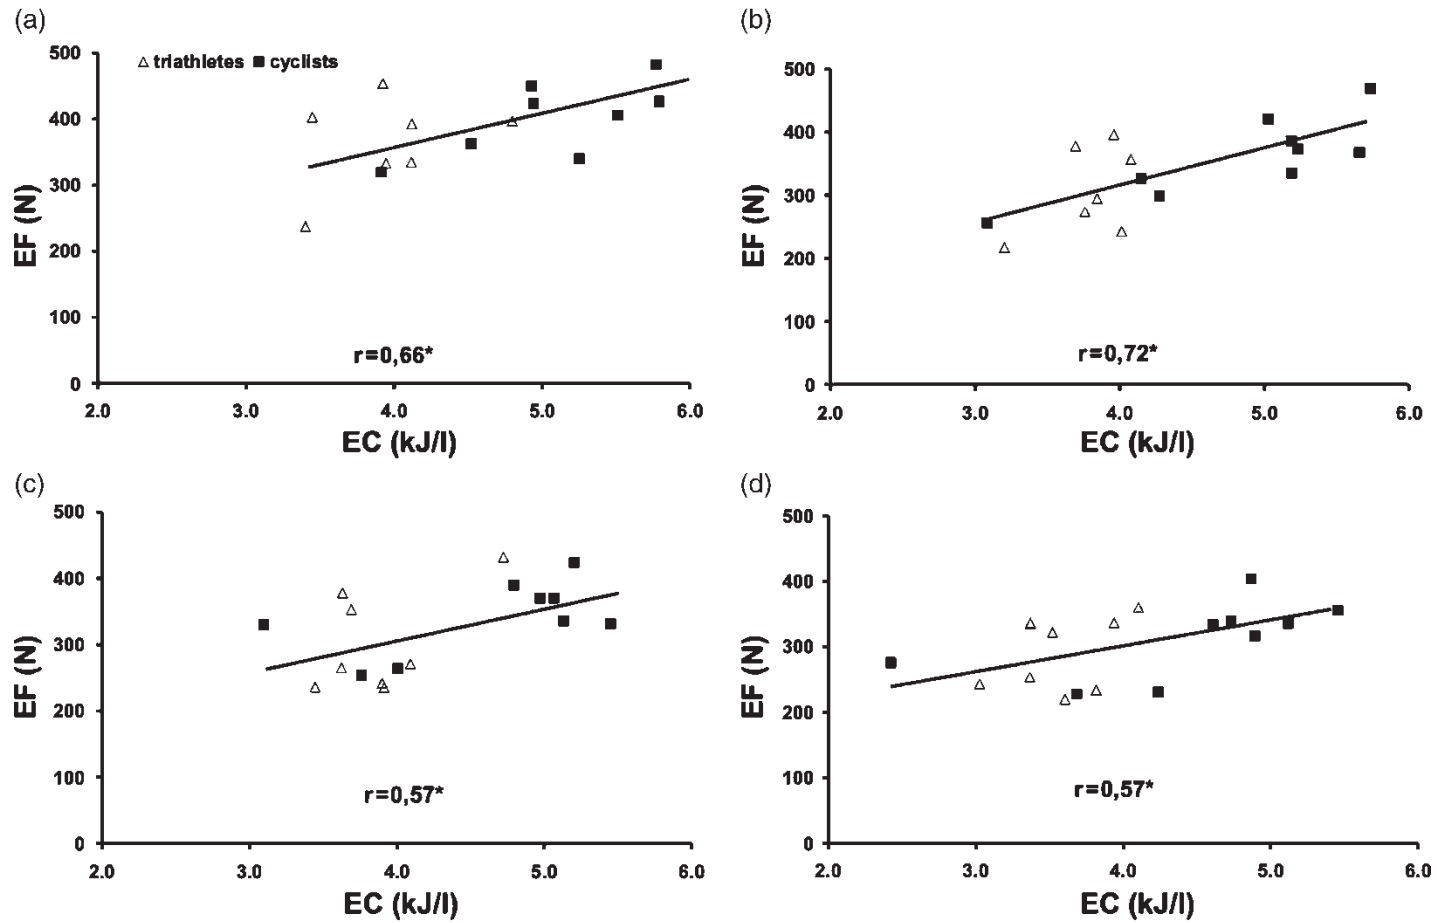 (a)
500
△ triathletes ■ cyclists
400
300
200
100
0
EF (N)
r=0,66*
2.0 3.0 4.0 5.0 6.0
EC (kJ/l)
(b)
500
400
300
200
100
0
EF (N)
r=0,72*
2.0 3.0 4.0 5.0 6.0
EC (kJ/l)
(c)
500
400
300
200
100
0
EF (N)
r=0,57*
2.0 3.0 4.0 5.0 6.0
EC (kJ/l)
(d)
500
400
300
200
100
0
EF (N)
r=0,57*
2.0 3.0 4.0 5.0 6.0
EC (kJ/l)